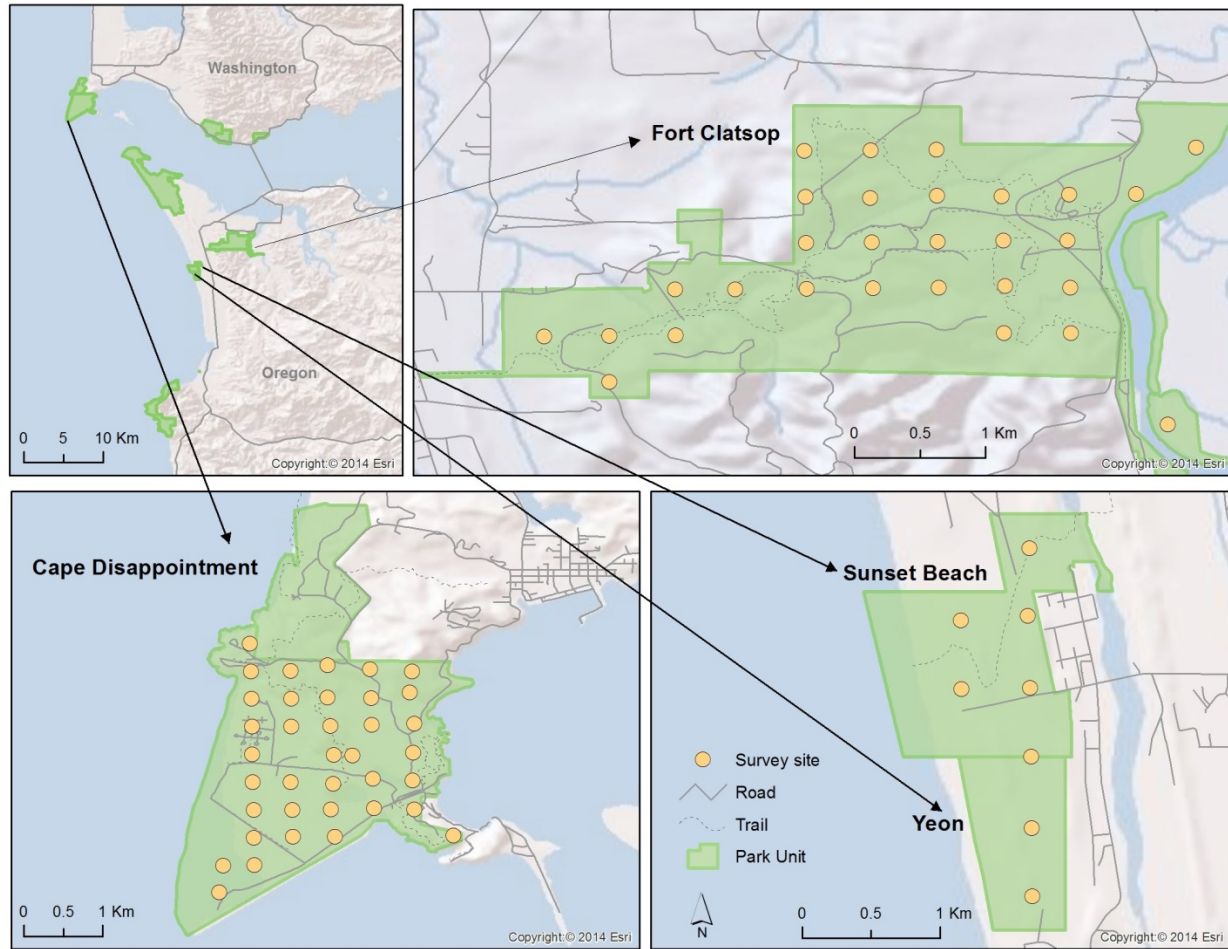 Washington
Oregon
0 5 10 Km
Copyright:© 2014 Esri
Fort Clatsop
0 0.5 1 Km
Copyright:© 2014 Esri
Cape Disappointment
0 0.5 1 Km
Copyright:© 2014 Esri
Sunset Beach
Survey site
Road
Trail
Park Unit
Yeon
N
0 0.5 1 Km
Copyright:© 2014 Esri